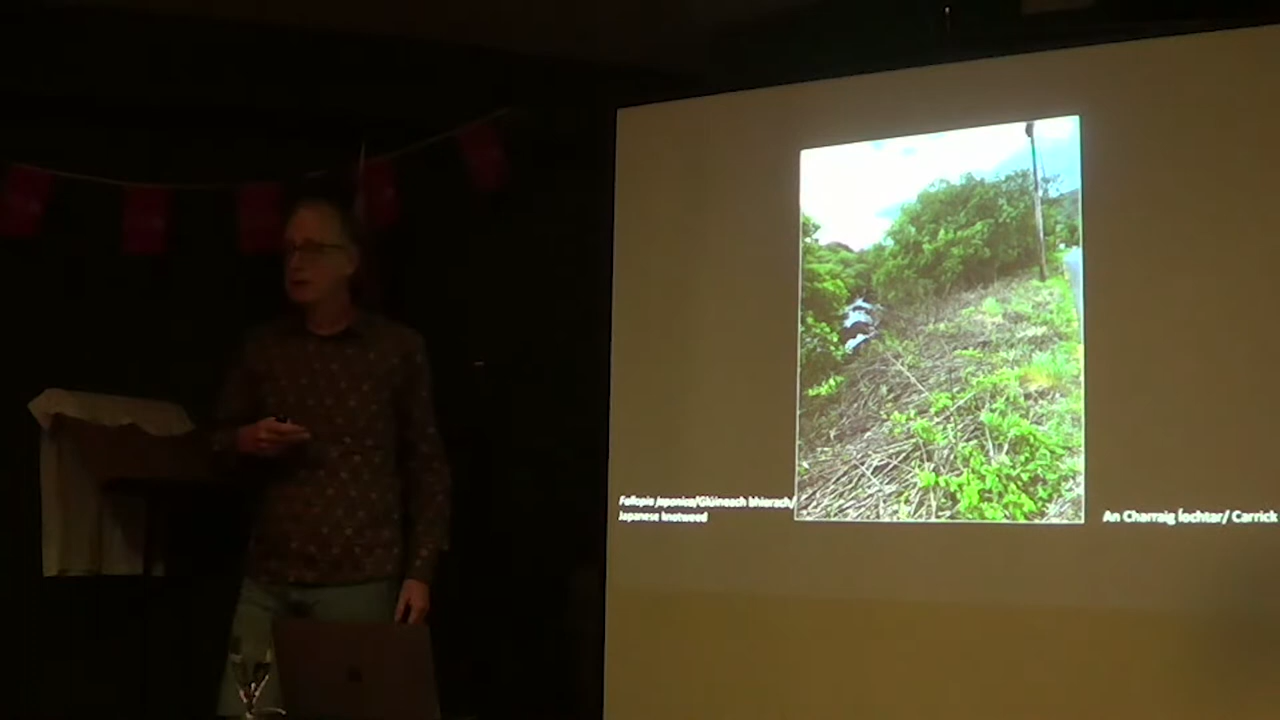 Fallopia japonica/Glúineach bhiorach/
Japanese knotweed
An Charraig Íochtar/ Carrick